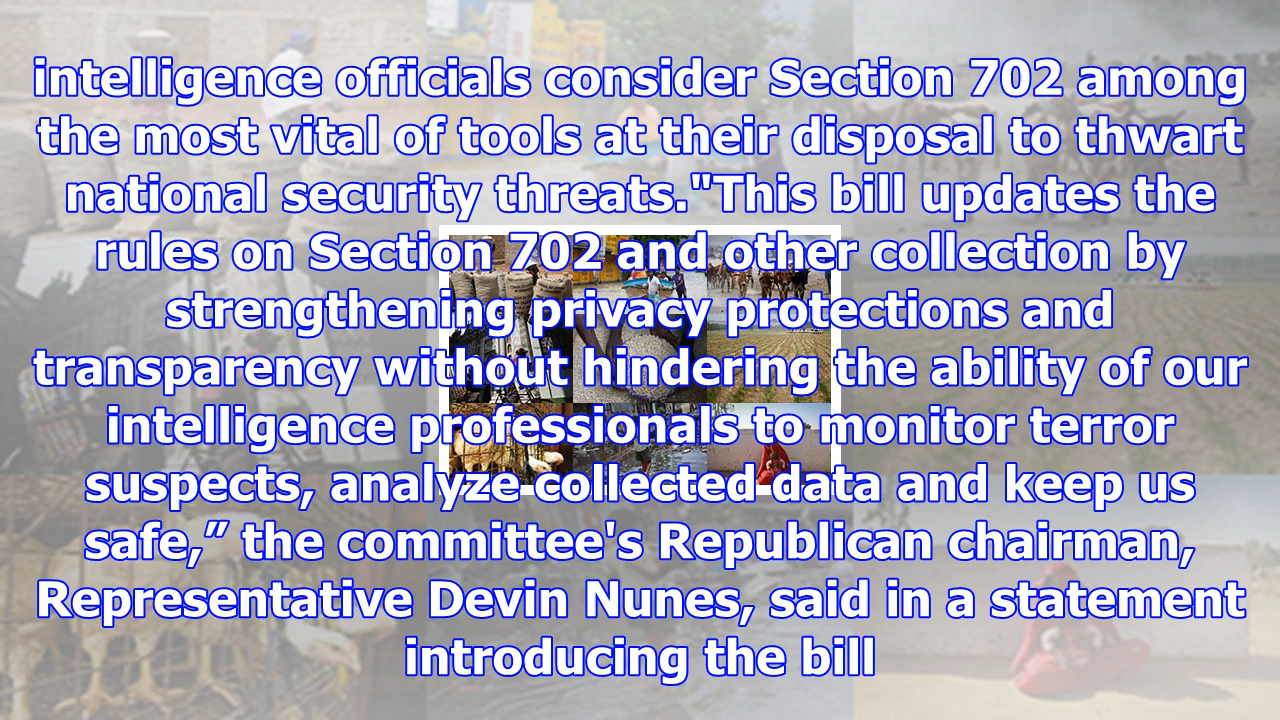 intelligence officials consider Section 702 among
the most vital of tools at their disposal to thwart
national security threats."This bill updates the
rules on Section 702 and other collection by
strengthening privacy protections and
transparency without hindering the ability of our
intelligence professionals to monitor terror
suspects, analyze collected data and keep us
safe,” the committee's Republican chairman,
Representative Devin Nunes, said in a statement
introducing the bill